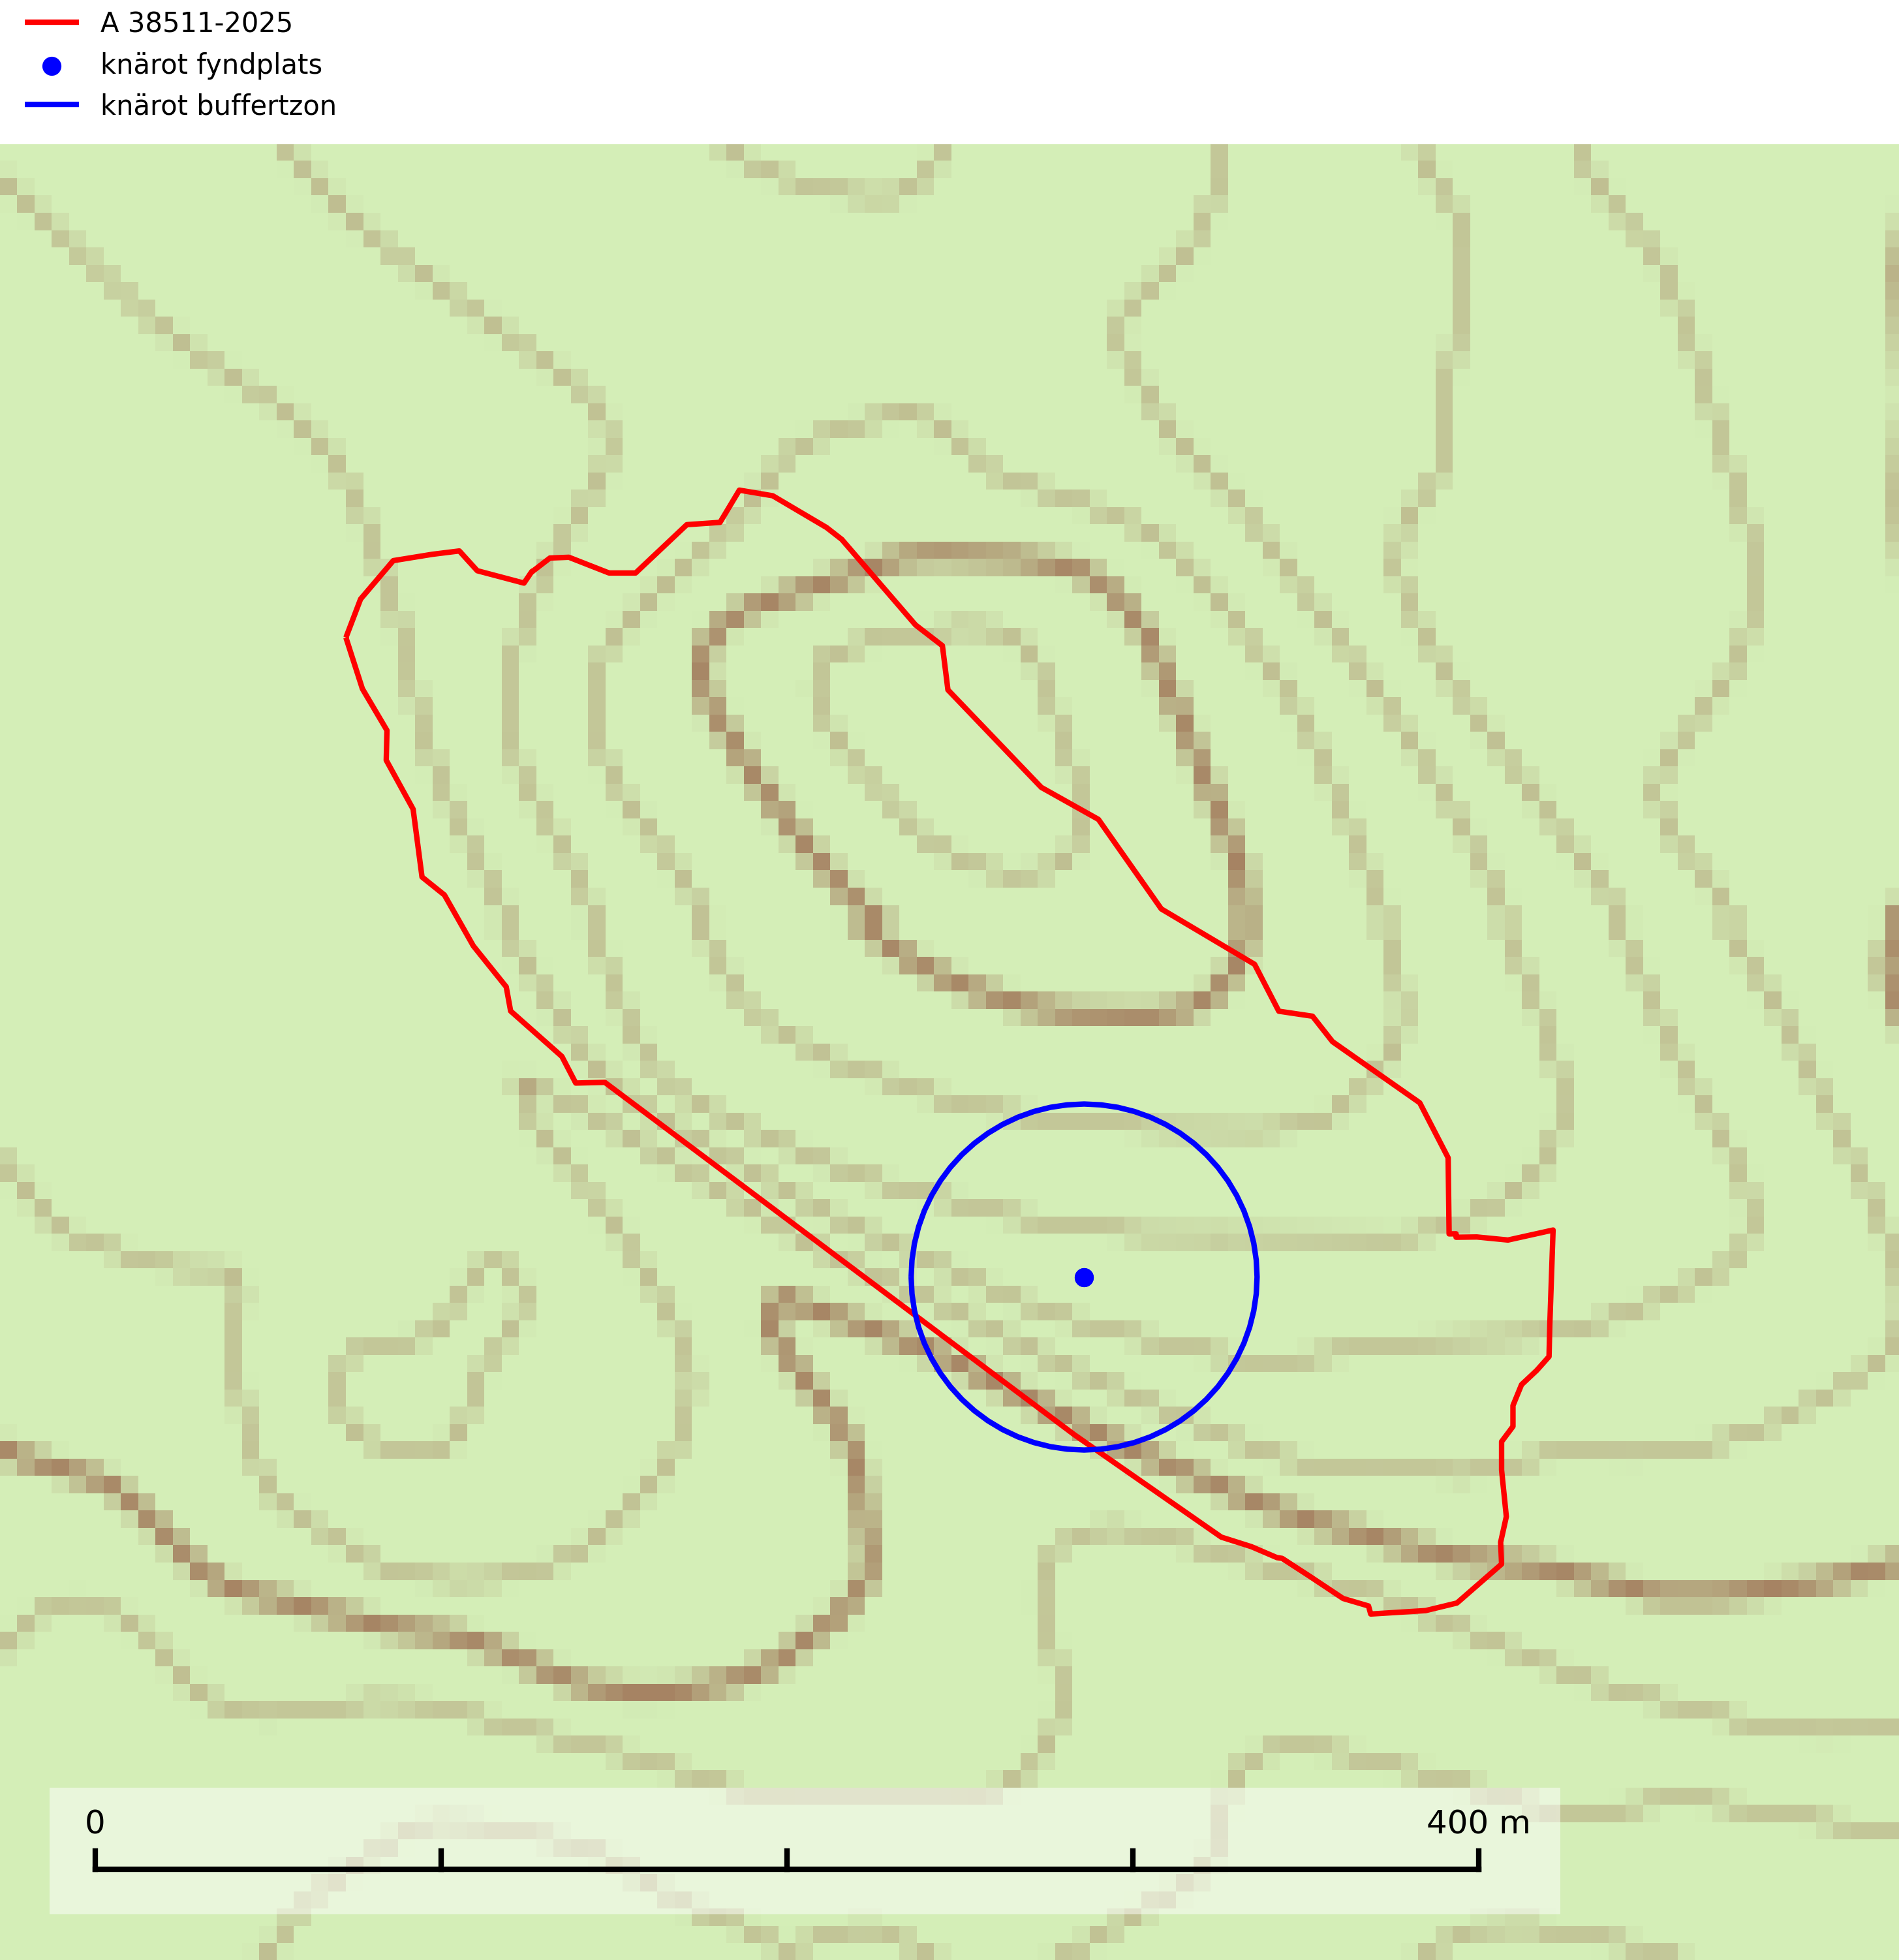 A 38511-2025
knärot fyndplats
knärot buffertzon
0
400 m